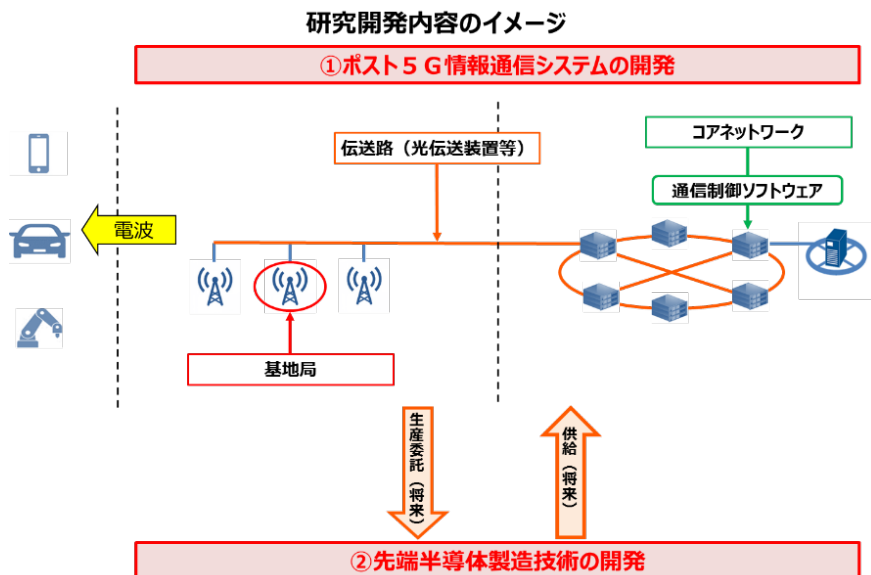 研究開発内容のイメージ
①ポスト５Ｇ情報通信システムの開発
コアネットワーク
伝送路（光伝送装置等）
通信制御ソフトウェア
電波
基地局
生産委託（将来）
供給（将来）
②先端半導体製造技術の開発